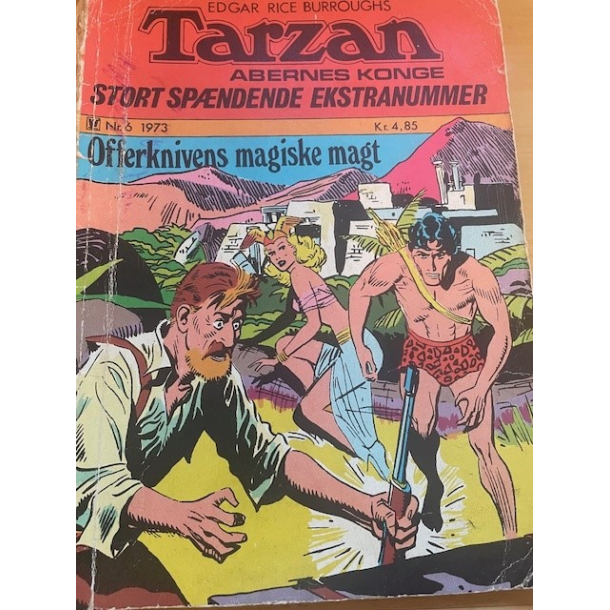 EDGAR RICE BURROUGHS
Tarzan
ABERNES KONGE
STORT SPÆNDENDE EKSTRANUMMER
Nr. 6 1973 Kr. 4,85
Offerknivens magiske magt